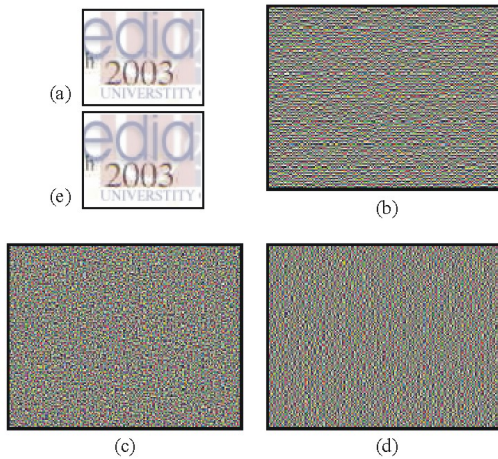 edia
h
2003
UNIVERSTITY
(a)
edia
h
2003
UNIVERSTITY
(e)
(b)
(c)
(d)